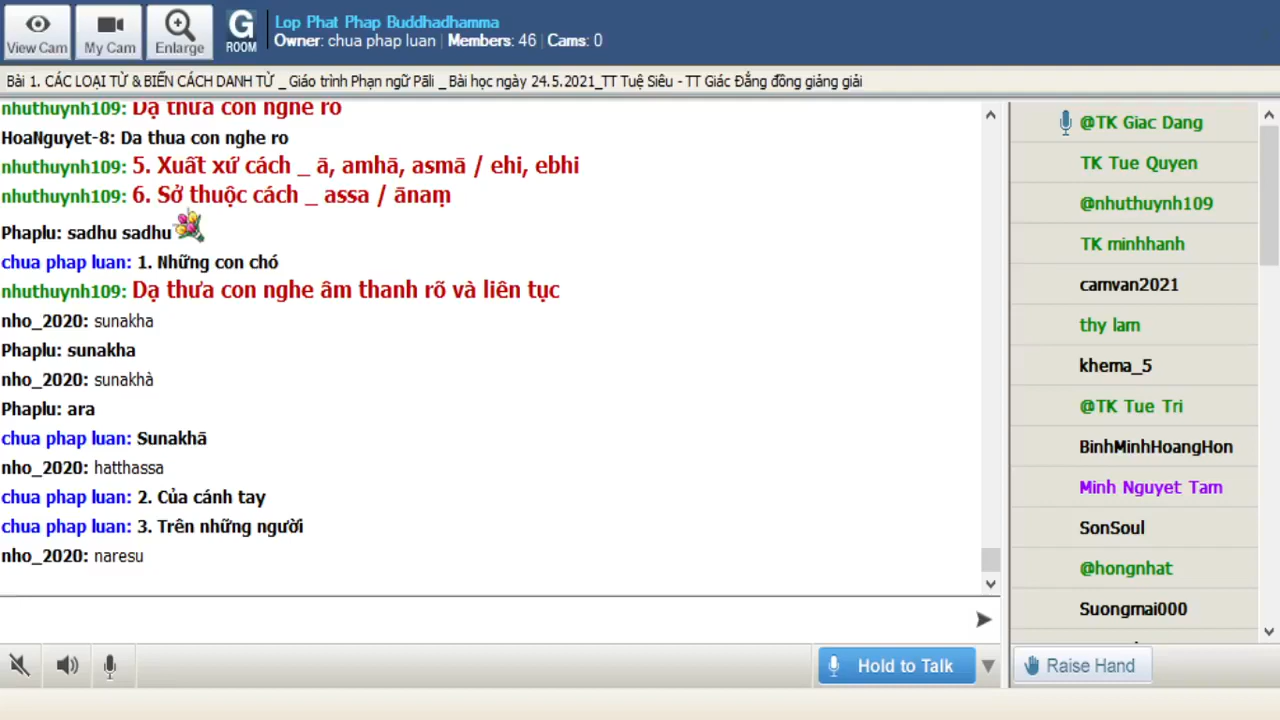 View Cam
My Cam
Enlarge
G
ROOM
Lop Phat Phap Buddhadhamma
Owner: chua phap luan | Members: 46 | Cams: 0
Bài 1. CÁC LOẠI TỪ & BIẾN CÁCH DANH TỪ _ Giáo trình Phạn ngữ Pāli _ Bài học ngày 24.5.2021_TT Tuệ Siêu - TT Giác Đẳng đồng giảng giải
nhuthuynh109: Dạ thưa con nghe rõ
HoaNguyet-8: Da thua con nghe ro
nhuthuynh109: 5. Xuất xứ cách _ ā, amhā, asmā / ehi, ebhi
nhuthuynh109: 6. Sở thuộc cách _ assa / ānaṃ
Phaplu: sadhu sadhu
chua phap luan: 1. Những con chó
nhuthuynh109: Dạ thưa con nghe âm thanh rõ và liên tục
nho_2020: sunakha
Phaplu: sunakha
nho_2020: sunakhà
Phaplu: ara
chua phap luan: Sunakhā
nho_2020: hatthassa
chua phap luan: 2. Của cánh tay
chua phap luan: 3. Trên những người
nho_2020: naresu
@TK Giac Dang
TK Tue Quyen
@nhuthuynh109
TK minhhanh
camvan2021
thy lam
khema_5
@TK Tue Tri
BinhMinhHoangHon
Minh Nguyet Tam
SonSoul
@hongnhat
Suongmai000
Hold to Talk
Raise Hand